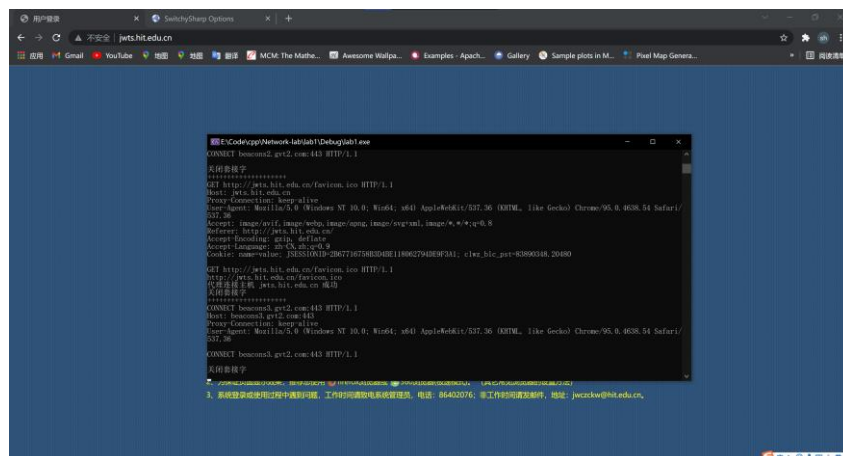 用户登录
SwitchySharp Options
不安全 | jwts.hit.edu.cn
应用 Gmail YouTube 地图 地图 翻译 MCM: The Mathe... Awesome Wallpa... Examples - Apach... Gallery Sample plots in M... Pixel Map Genera... 阅读清单
E:\Code\cpp\Network-lab\lab1\Debug\lab1.exe
CONNECT beacons2.gvt2.com:443 HTTP/1.1
关闭套接字
++++++++++++++++++++
GET http://jwts.hit.edu.cn/favicon.ico HTTP/1.1
Host: jwts.hit.edu.cn
Proxy-Connection: keep-alive
User-Agent: Mozilla/5.0 (Windows NT 10.0; Win64; x64) AppleWebKit/537.36 (KHTML, like Gecko) Chrome/95.0.4638.54 Safari/
537.36
Accept: image/avif,image/webp,image/apng,image/svg+xml,image/*,*/*;q=0.8
Referer: http://jwts.hit.edu.cn/
Accept-Encoding: gzip, deflate
Accept-Language: zh-CN,zh;q=0.9
Cookie: name=value; JSESSIONID=2B67716758B3D4BE118062794DE9F3A1; clwz_blc_pst=83890348.20480
GET http://jwts.hit.edu.cn/favicon.ico HTTP/1.1
http://jwts.hit.edu.cn/favicon.ico
代理连接主机 jwts.hit.edu.cn 成功
关闭套接字
++++++++++++++++++++
CONNECT beacons3.gvt2.com:443 HTTP/1.1
Host: beacons3.gvt2.com:443
Proxy-Connection: keep-alive
User-Agent: Mozilla/5.0 (Windows NT 10.0; Win64; x64) AppleWebKit/537.36 (KHTML, like Gecko) Chrome/95.0.4638.54 Safari/
537.36
CONNECT beacons3.gvt2.com:443 HTTP/1.1
关闭套接字
3、系统登录或使用过程中遇到问题，工作时间请致电系统管理员，电话：86402076；非工作时间请发邮件，地址：jwczckw@hit.edu.cn。